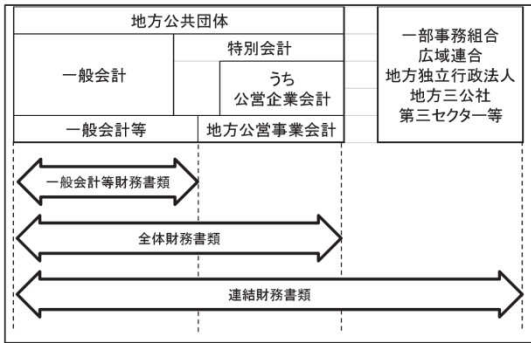 地方公共団体
一般会計
特別会計
うち
公営企業会計
一般会計等
地方公営事業会計
一部事務組合
広域連合
地方独立行政法人
地方三公社
第三セクター等
一般会計等財務書類
全体財務書類
連結財務書類